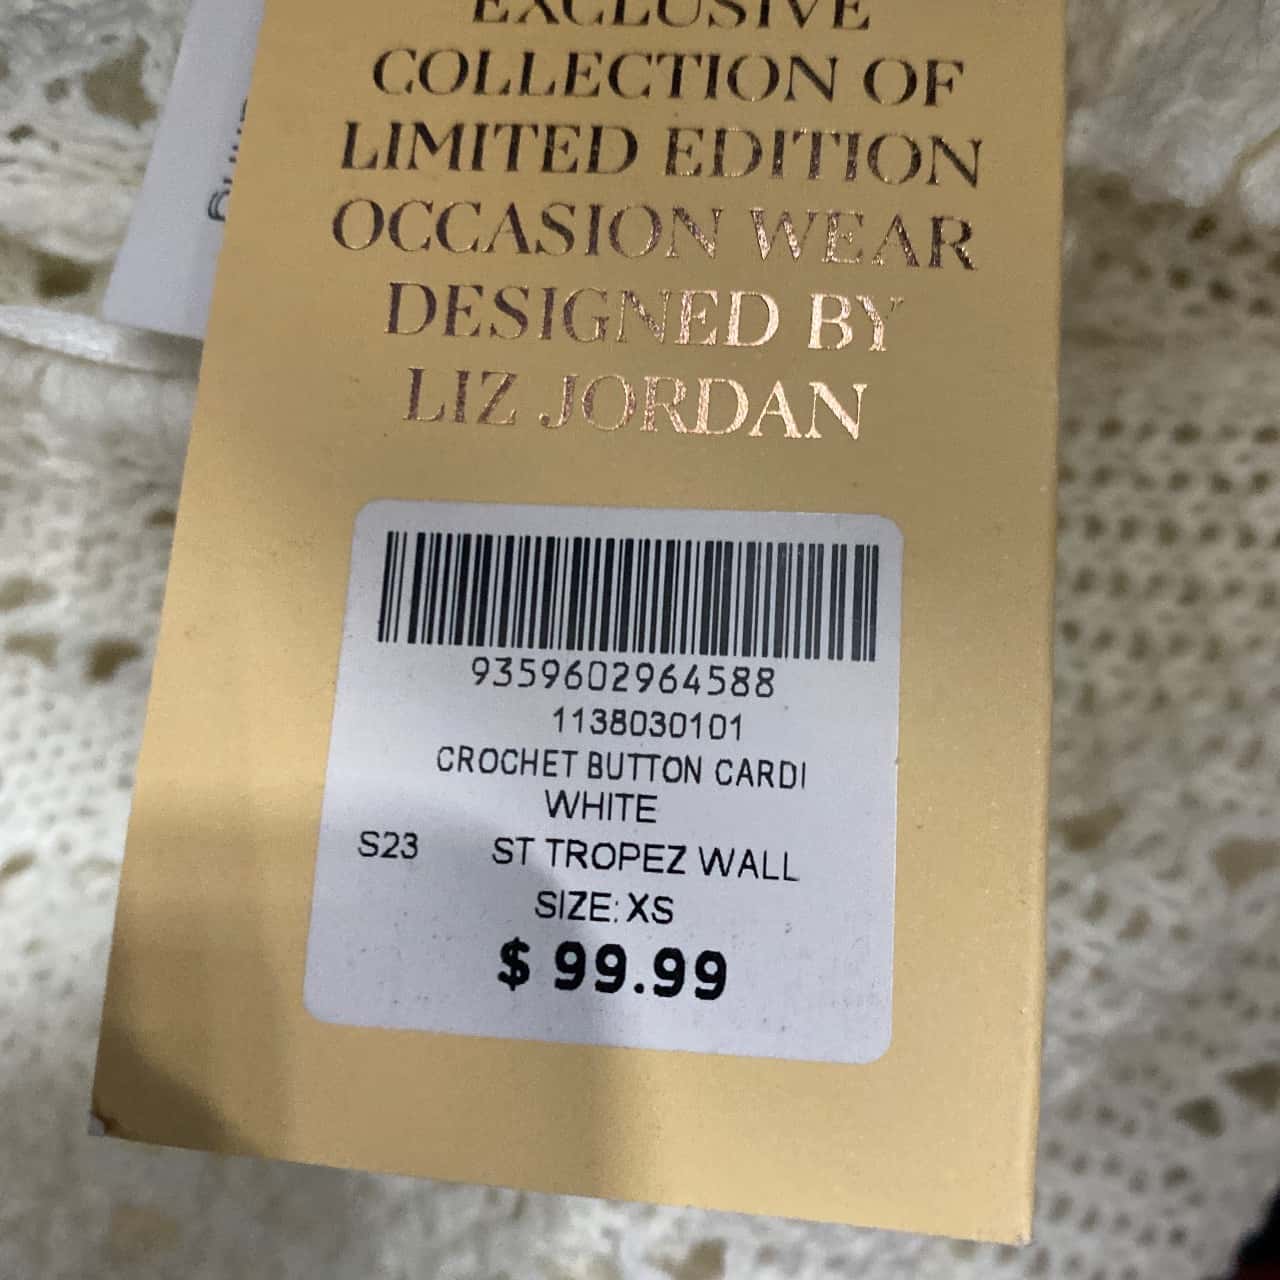 EXCLUSIVE
COLLECTION OF
LIMITED EDITION
OCCASION WEAR
DESIGNED BY
LIZ JORDAN
9359602964588
1138030101
CROCHET BUTTON CARDI
WHITE
S23 ST TROPEZ WALL
SIZE: XS
$ 99.99